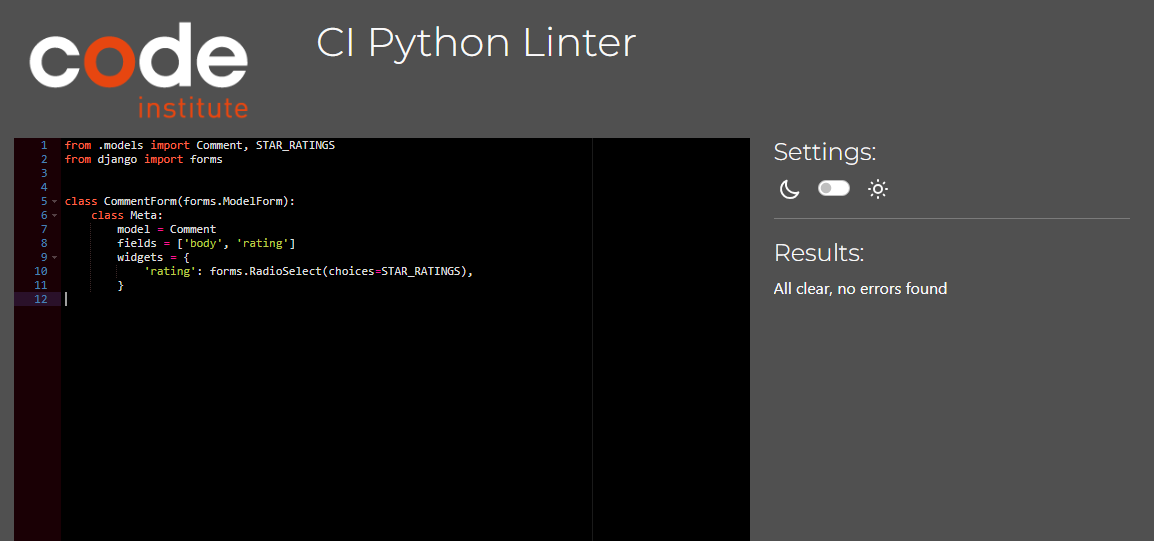 code
institute
CI Python Linter
1 from .models import Comment, STAR_RATINGS
2 from django import forms
3
4
5 class CommentForm(forms.ModelForm):
6     class Meta:
7         model = Comment
8         fields = ['body', 'rating']
9         widgets = {
10             'rating': forms.RadioSelect(choices=STAR_RATINGS),
11         }
12
Settings:
Results:
All clear, no errors found